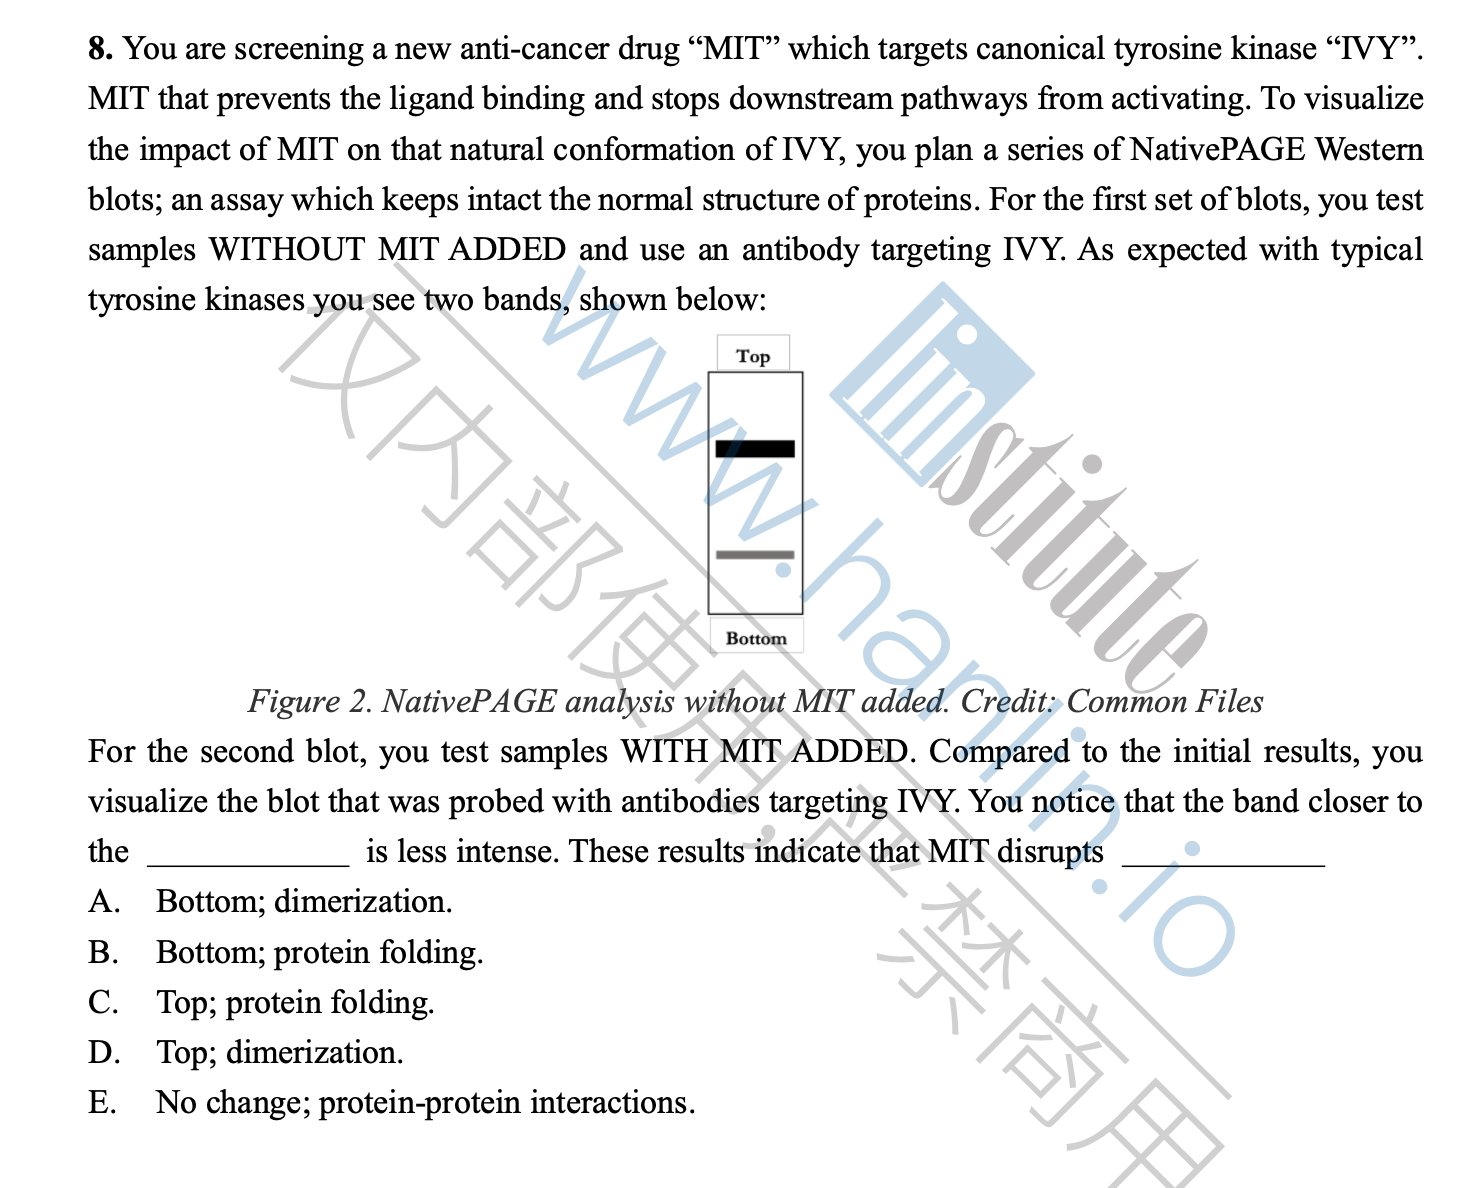 8. You are screening a new anti-cancer drug “MIT” which targets canonical tyrosine kinase “IVY”.
MIT that prevents the ligand binding and stops downstream pathways from activating. To visualize
the impact of MIT on that natural conformation of IVY, you plan a series of NativePAGE Western
blots; an assay which keeps intact the normal structure of proteins. For the first set of blots, you test
samples WITHOUT MIT ADDED and use an antibody targeting IVY. As expected with typical
tyrosine kinases you see two bands, shown below:
Top
Bottom
Figure 2. NativePAGE analysis without MIT added. Credit: Common Files
For the second blot, you test samples WITH MIT ADDED. Compared to the initial results, you
visualize the blot that was probed with antibodies targeting IVY. You notice that the band closer to
the ____________ is less intense. These results indicate that MIT disrupts ____________
A. Bottom; dimerization.
B. Bottom; protein folding.
C. Top; protein folding.
D. Top; dimerization.
E. No change; protein-protein interactions.
linstitute
www.hanlin.io
仅内部使用,严禁商用